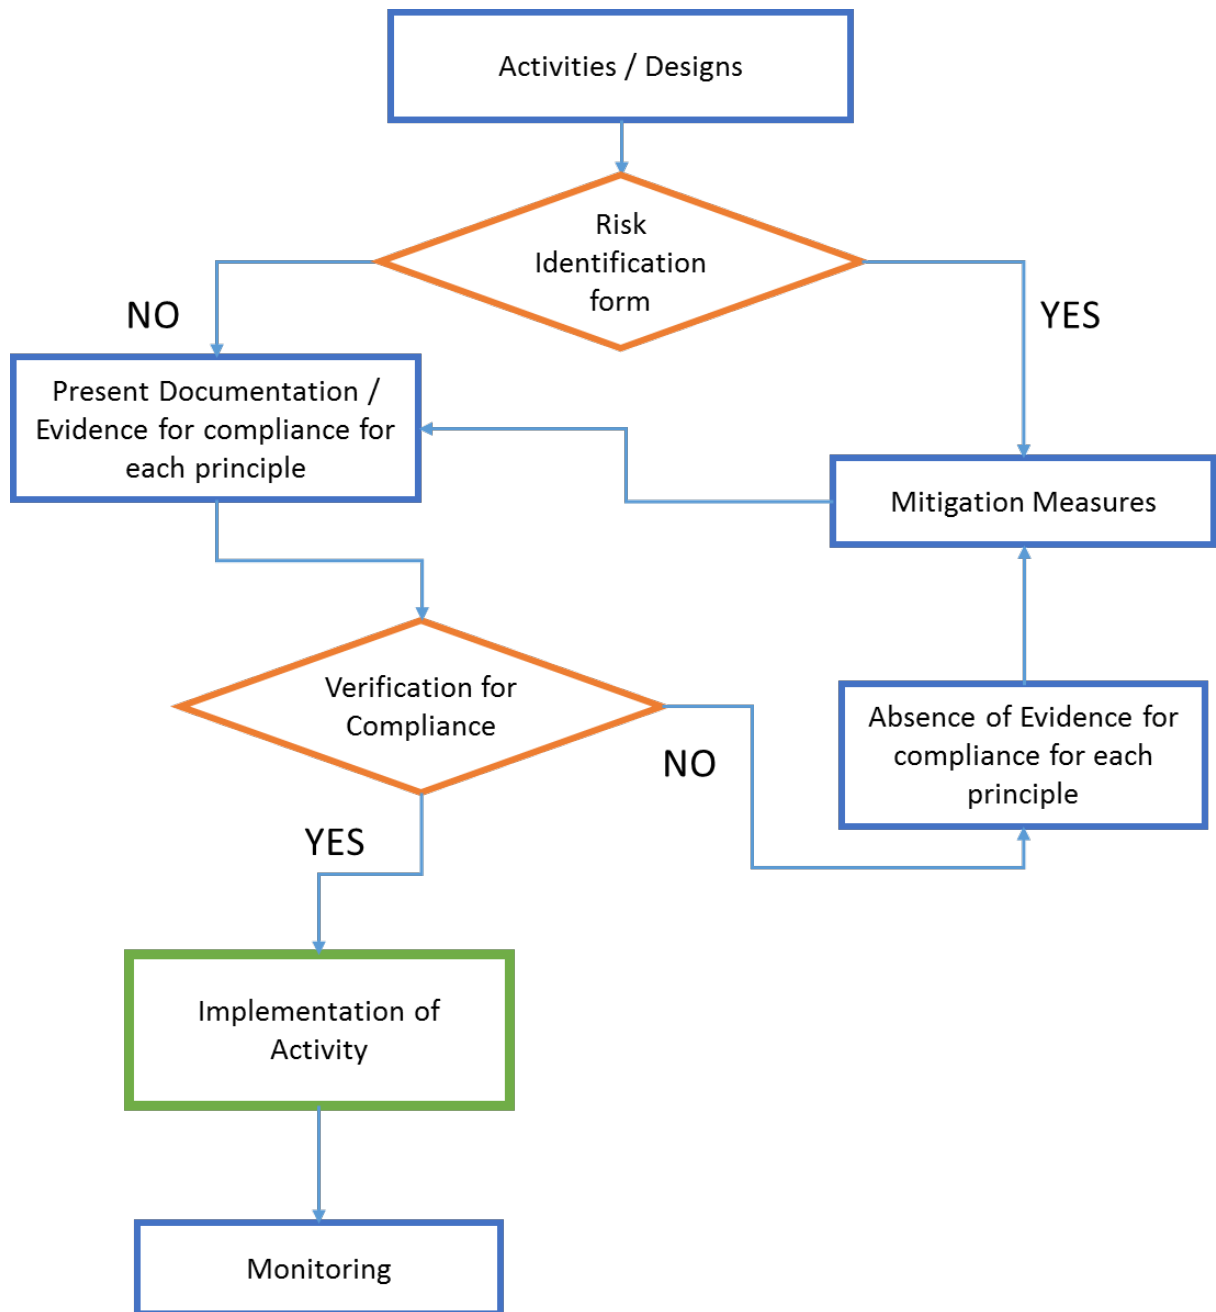 Activities / Designs
Risk
Identification
form
NO
YES
Present Documentation /
Evidence for compliance for
each principle
Mitigation Measures
Verification for
Compliance
NO
Absence of Evidence for
compliance for each
principle
YES
Implementation of
Activity
Monitoring